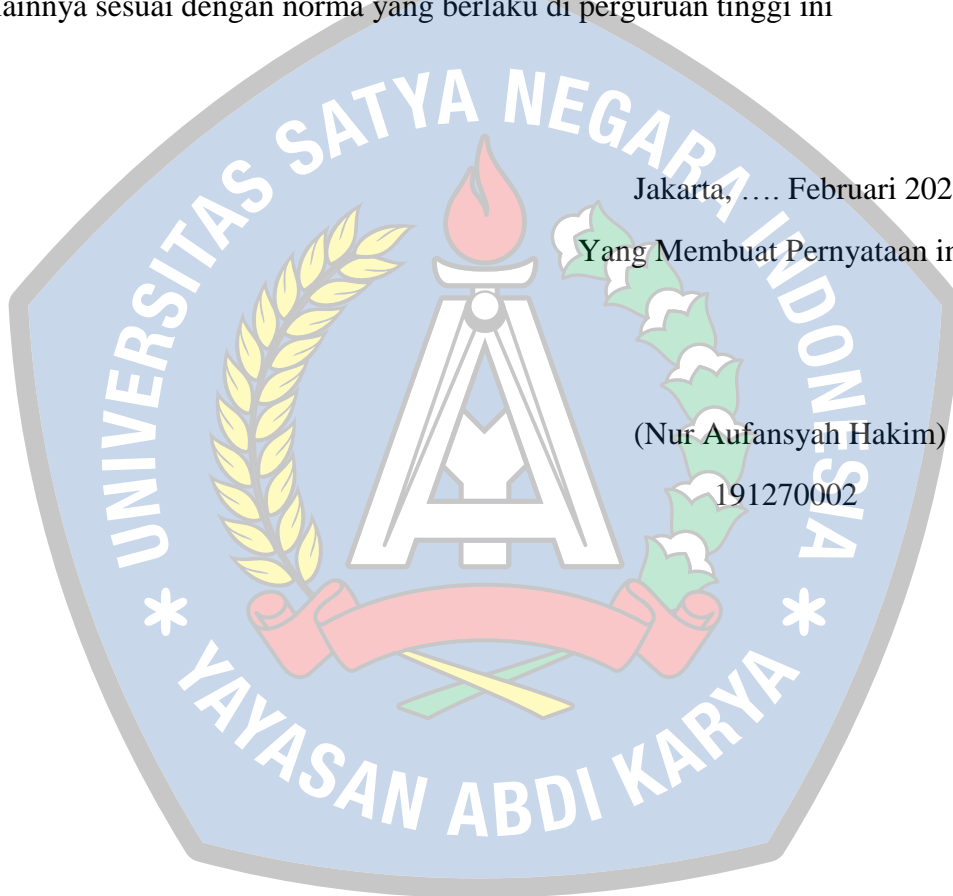 ainnya sesuai dengan norma yang berlaku di perguruan tinggi ini
Jakarta, …. Februari 202
Yang Membuat Pernyataan in
(Nur Aufansyah Hakim)
191270002
UNIVERSITAS SATYA NEGARA INDONESIA
* YAYASAN ABDI KARYA *